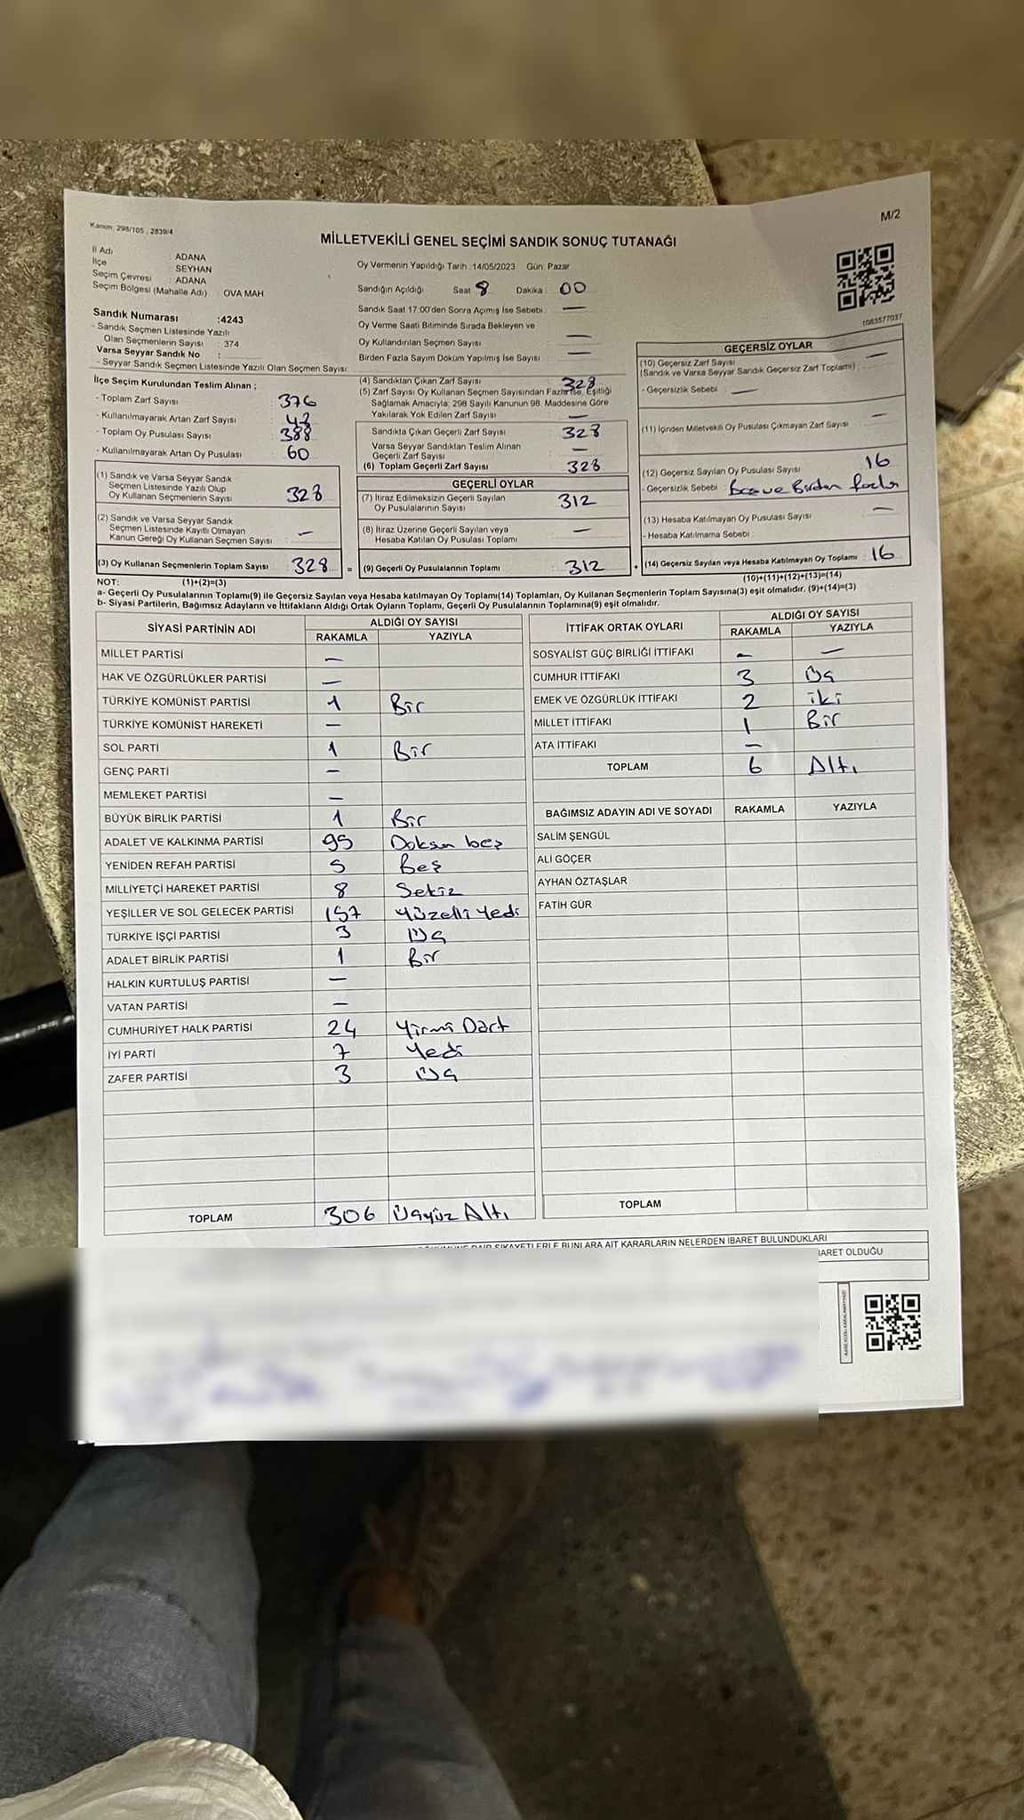 Kanun, 298/105 , 2839/4
M/2
MİLLETVEKİLİ GENEL SEÇİMİ SANDIK SONUÇ TUTANAĞI
İl Adı : ADANA
İlçe : SEYHAN
Seçim Çevresi : ADANA
Seçim Bölgesi (Mahalle Adı) : OVA MAH
Sandık Numarası :4243
- Sandık Seçmen Listesinde Yazılı
Olan Seçmenlerin Sayısı : 374
Varsa Seyyar Sandık No :
- Seyyar Sandık Seçmen Listesinde Yazılı Olan Seçmen Sayısı:
Oy Vermenin Yapıldığı Tarih :14/05/2023 Gün: Pazar
Sandığın Açıldığı Saat 8 Dakika : 00
Sandık Saat 17:00'den Sonra Açımış İse Sebebi : —
Oy Verme Saati Bitiminde Sırada Bekleyen ve
Oy Kullandırılan Seçmen Sayısı —
Birden Fazla Sayım Döküm Yapılmış İse Sayısı —
1083577037
İlçe Seçim Kurulundan Teslim Alınan ;
- Toplam Zarf Sayısı : 376
- Kullanılmayarak Artan Zarf Sayısı :
- Toplam Oy Pusulası Sayısı : 388
- Kullanılmayarak Artan Oy Pusulası : 60
(1) Sandık ve Varsa Seyyar Sandık
Seçmen Listesinde Yazılı Olup
Oy Kullanan Seçmenlerin Sayısı : 328
(2) Sandık ve Varsa Seyyar Sandık
Seçmen Listesinde Kayıtlı Olmayan
Kanun Gereği Oy Kullanan Seçmen Sayısı : —
(3) Oy Kullanan Seçmenlerin Toplam Sayısı : 328 =
(4) Sandıktan Çıkan Zarf Sayısı : 328
(5) Zarf Sayısı Oy Kullanan Seçmen Sayısından Fazla İse, Eşitliği
Sağlamak Amacıyla; 298 Sayılı Kanunun 98. Maddesine Göre
Yakılarak Yok Edilen Zarf Sayısı : —
Sandıkta Çıkan Geçerli Zarf Sayısı : 328
Varsa Seyyar Sandıktan Teslim Alınan
Geçerli Zarf Sayısı : —
(6) Toplam Geçerli Zarf Sayısı : 328
GEÇERLİ OYLAR
(7) İtiraz Edilmeksizin Geçerli Sayılan
Oy Pusulalarının Sayısı : 312
(8) İtiraz Üzerine Geçerli Sayılan veya
Hesaba Katılan Oy Pusulası Toplamı : —
(9) Geçerli Oy Pusulalarının Toplamı : 312
GEÇERSİZ OYLAR
(10) Geçersiz Zarf Sayısı
(Sandık ve Varsa Seyyar Sandık Geçersiz Zarf Toplamı) : —
- Geçersizlik Sebebi : —
(11) İçinden Milletvekili Oy Pusulası Çıkmayan Zarf Sayısı : —
(12) Geçersiz Sayılan Oy Pusulası Sayısı : 16
- Geçersizlik Sebebi : Boş ve Birden fazla
(13) Hesaba Katılmayan Oy Pusulası Sayısı : —
- Hesaba Katılmama Sebebi :
+ (14) Geçersiz Sayılan veya Hesaba Katılmayan Oy Toplamı : 16
NOT: (1)+(2)=(3) (10)+(11)+(12)+(13)=(14)
a- Geçerli Oy Pusulalarının Toplamı(9) ile Geçersiz Sayılan veya Hesaba Katılmayan Oy Toplamı(14) Toplamları, Oy Kullanan Seçmenlerin Toplam Sayısına(3) eşit olmalıdır. (9)+(14)=(3)
b- Siyasi Partilerin, Bağımsız Adayların ve İttifakların Aldığı Ortak Oyların Toplamı, Geçerli Oy Pusulalarının Toplamına(9) eşit olmalıdır.
SİYASİ PARTİNİN ADI ALDIĞI OY SAYISI
RAKAMLA YAZIYLA
MİLLET PARTİSİ —
HAK VE ÖZGÜRLÜKLER PARTİSİ —
TÜRKİYE KOMÜNİST PARTİSİ 1 Bir
TÜRKİYE KOMÜNİST HAREKETİ —
SOL PARTİ 1 Bir
GENÇ PARTİ —
MEMLEKET PARTİSİ —
BÜYÜK BİRLİK PARTİSİ 1 Bir
ADALET VE KALKINMA PARTİSİ 95 Doksan beş
YENİDEN REFAH PARTİSİ 5 Beş
MİLLİYETÇİ HAREKET PARTİSİ 8 Sekiz
YEŞİLLER VE SOL GELECEK PARTİSİ 157 Yüzelli Yedi
TÜRKİYE İŞÇİ PARTİSİ 3 Üç
ADALET BİRLİK PARTİSİ 1 Bir
HALKIN KURTULUŞ PARTİSİ —
VATAN PARTİSİ —
CUMHURİYET HALK PARTİSİ 24 Yirmi Dört
İYİ PARTİ 7 Yedi
ZAFER PARTİSİ 3 Üç
TOPLAM 306 Üçyüz Altı
İTTİFAK ORTAK OYLARI ALDIĞI OY SAYISI
RAKAMLA YAZIYLA
SOSYALİST GÜÇ BİRLİĞİ İTTİFAKI — —
CUMHUR İTTİFAKI 3 Üç
EMEK VE ÖZGÜRLÜK İTTİFAKI 2 iki
MİLLET İTTİFAKI 1 Bir
ATA İTTİFAKI —
TOPLAM 6 Altı
BAĞIMSIZ ADAYIN ADI VE SOYADI RAKAMLA YAZIYLA
SALİM ŞENGÜL
ALİ GÖÇER
AYHAN ÖZTAŞLAR
FATİH GÜR
TOPLAM
ŞİKAYETLERLE BUNLARA AİT KARARLARIN NELERDEN İBARET BULUNDUKLARI
İBARET OLDUĞU